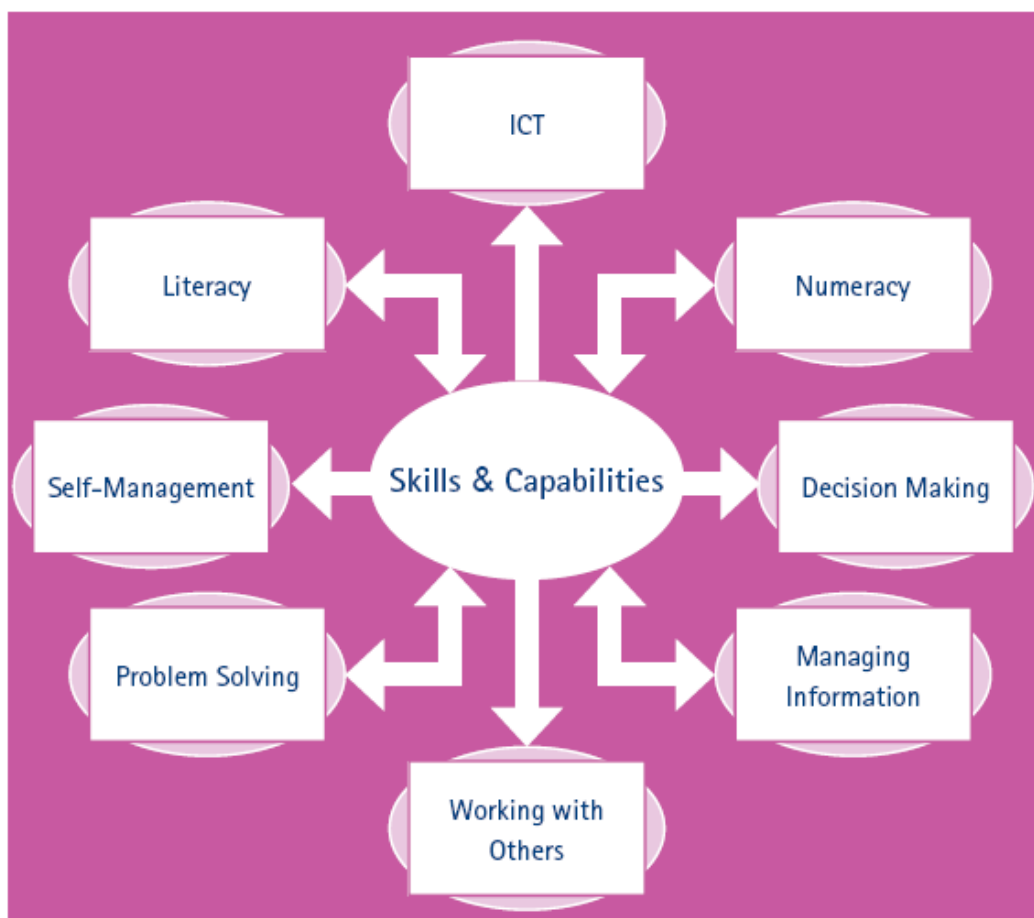 ICT
Literacy
Numeracy
Self-Management
Skills & Capabilities
Decision Making
Problem Solving
Managing
Information
Working with
Others